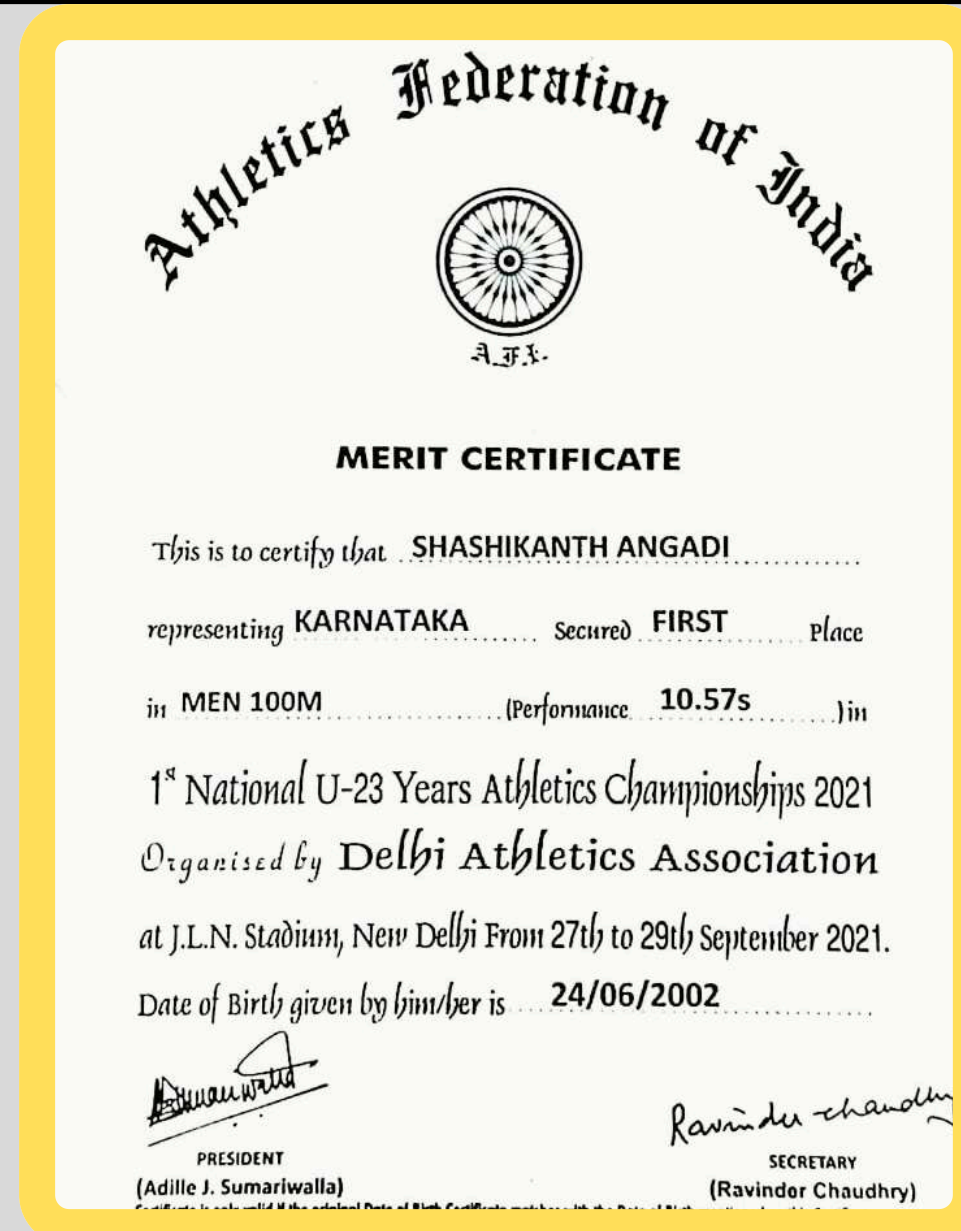 Athletics Federation of India
A.F.I.
MERIT CERTIFICATE
This is to certify that SHASHIKANTH ANGADI
representing KARNATAKA Secured FIRST Place
in MEN 100M (Performance 10.57s ) in
1st National U-23 Years Athletics Championships 2021
Organised by Delhi Athletics Association
at J.L.N. Stadium, New Delhi From 27th to 29th September 2021.
Date of Birth given by him/her is 24/06/2002
Ravinder Chaudhry
PRESIDENT
SECRETARY
(Adille J. Sumariwalla)
(Ravindor Chaudhry)